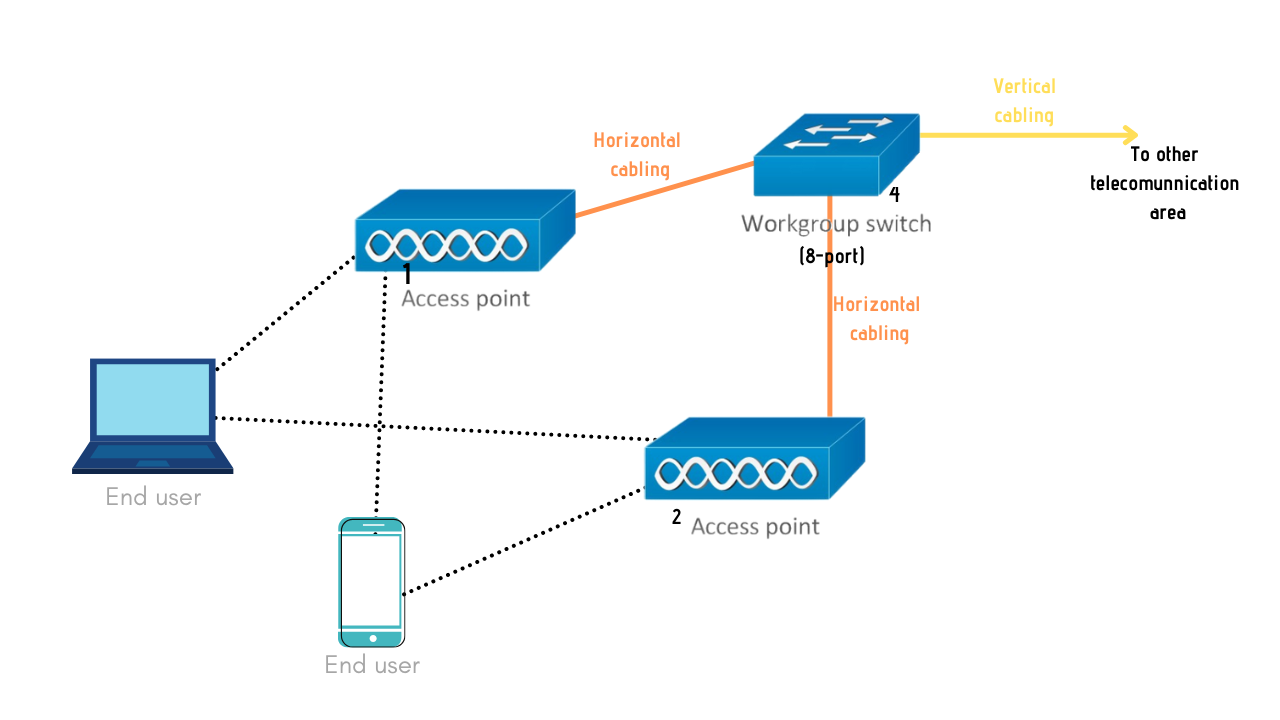 Vertical
cabling
Horizontal
cabling
To other
telecomunnication
area
4
Workgroup switch
(8-port)
1
Access point
Horizontal
cabling
End user
2
Access point
End user